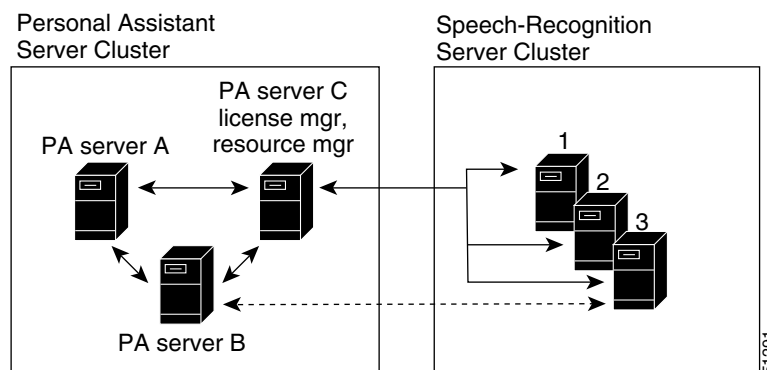 Personal Assistant
Server Cluster
Speech-Recognition
Server Cluster
PA server C
license mgr,
resource mgr
PA server A
1
2
3
PA server B